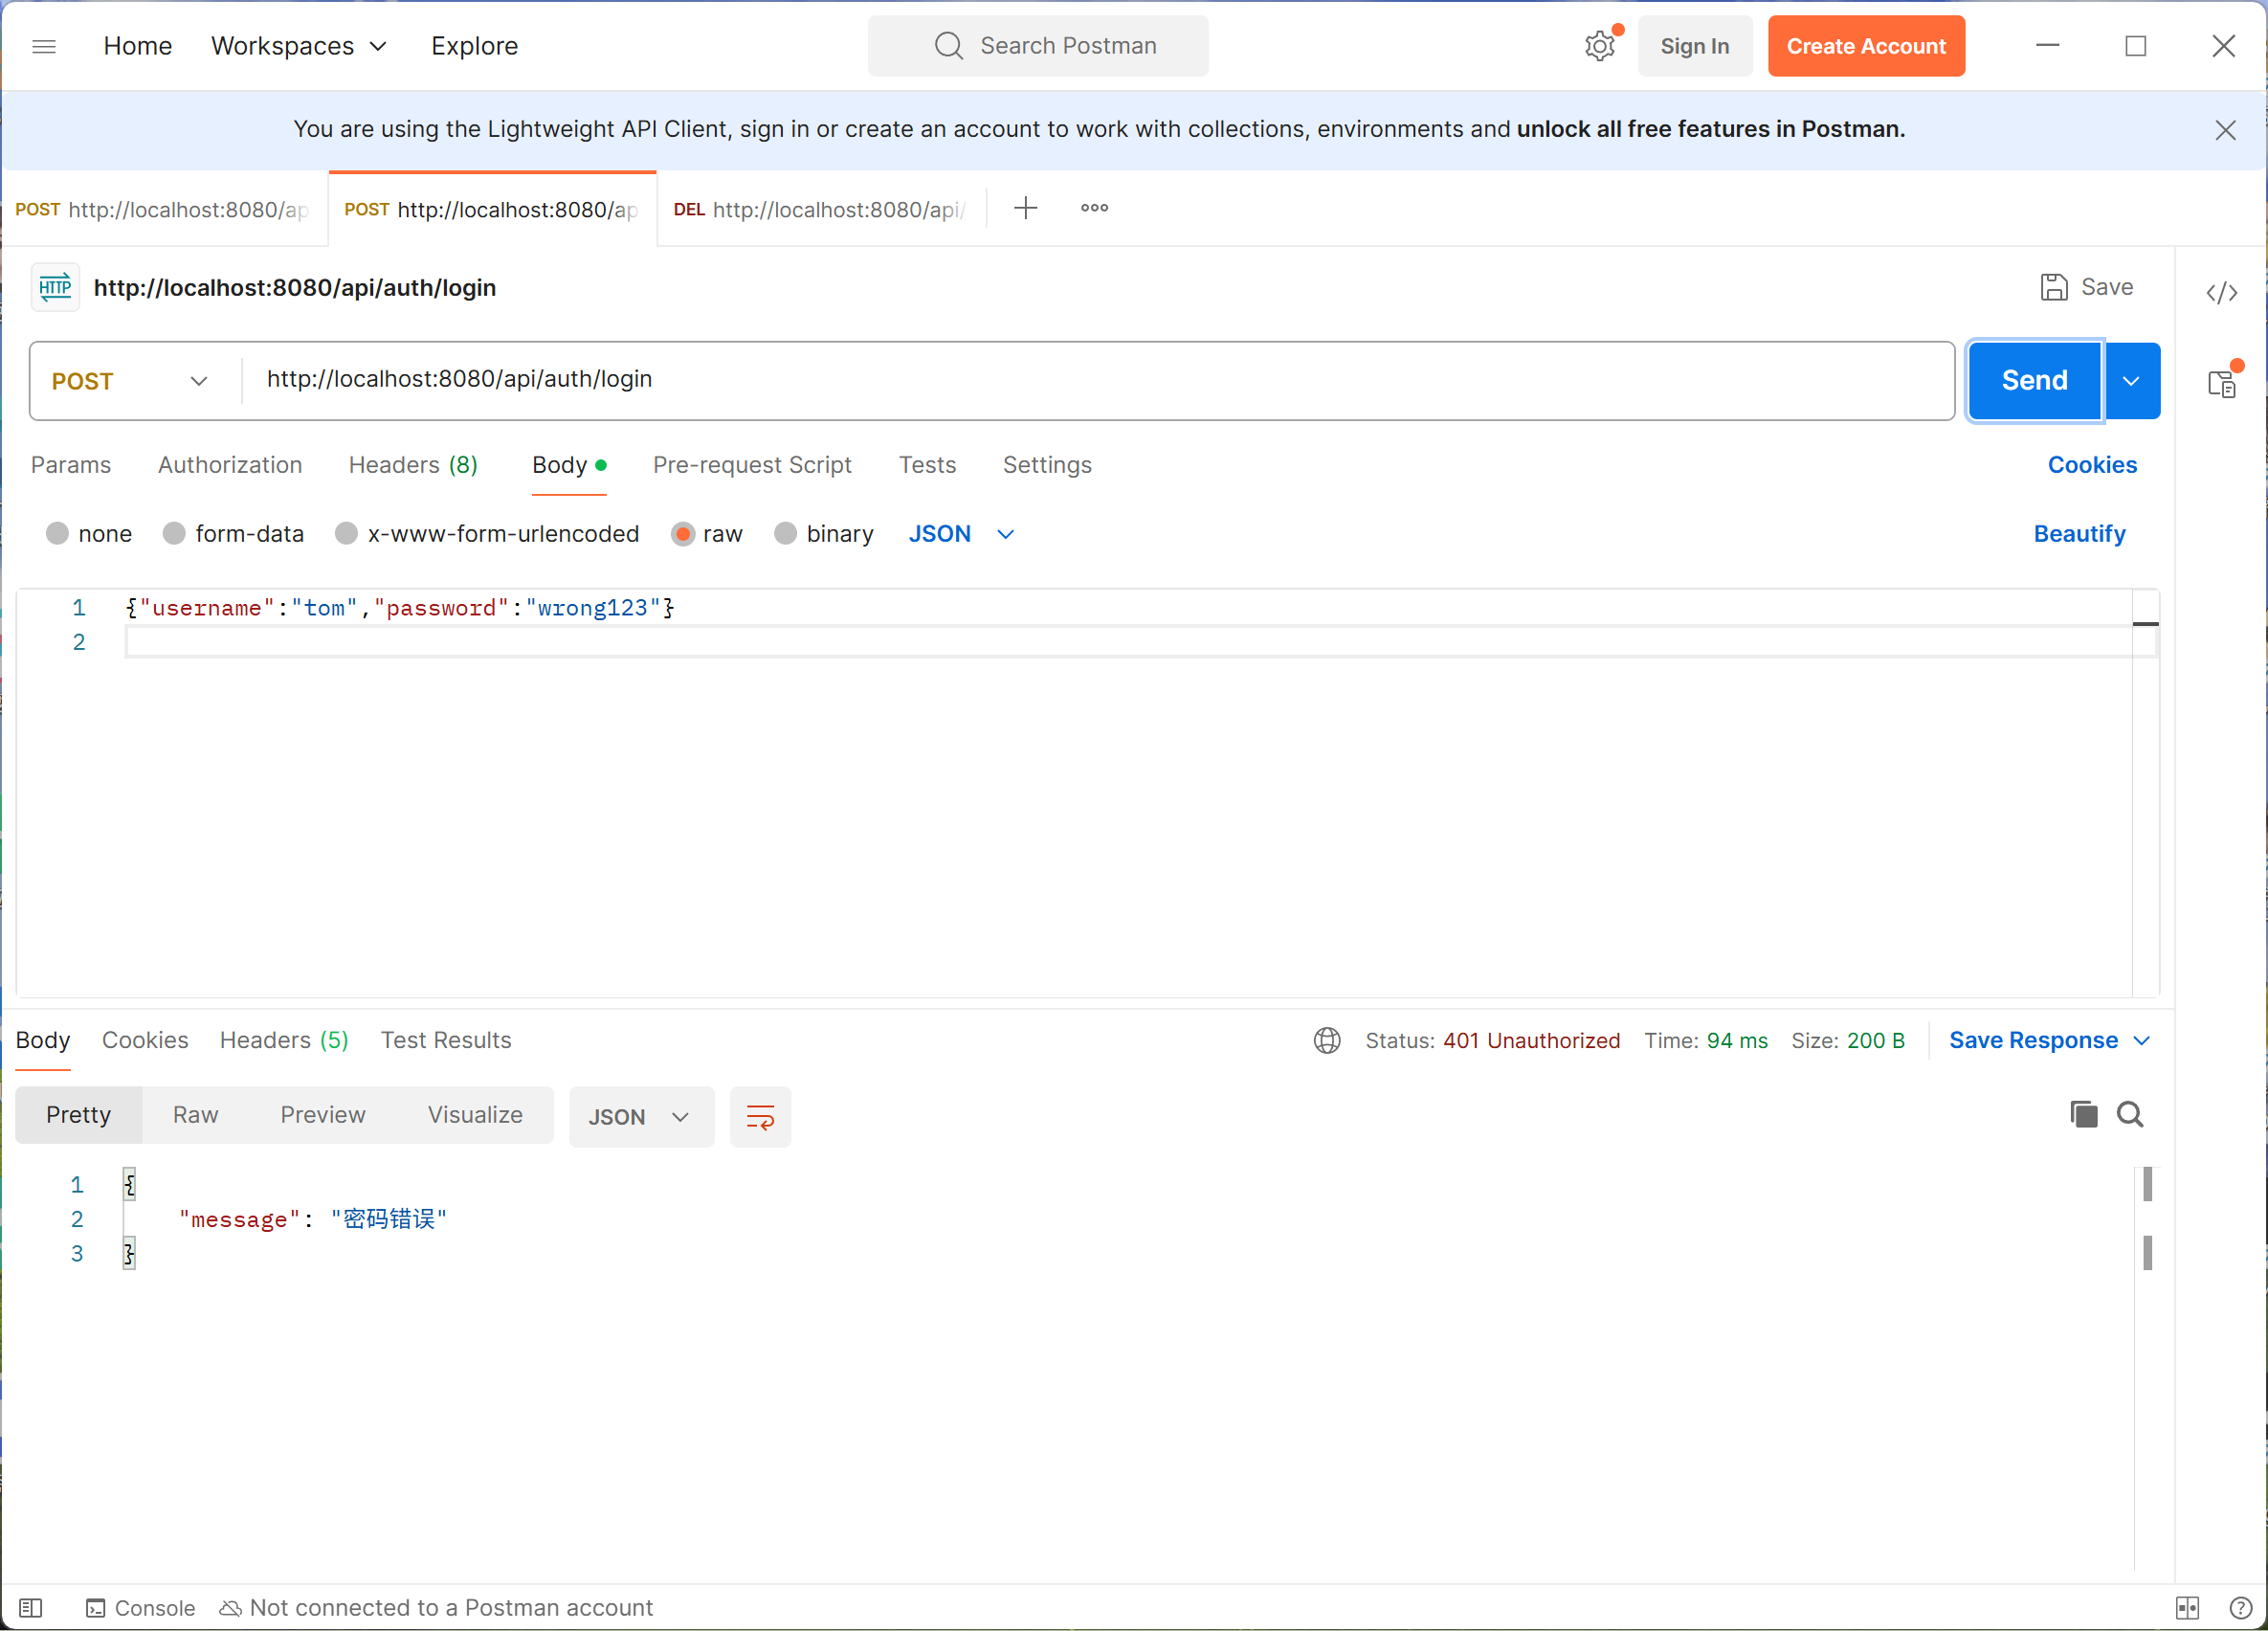 Home Workspaces Explore Search Postman Sign In Create Account
You are using the Lightweight API Client, sign in or create an account to work with collections, environments and unlock all free features in Postman.
POST http://localhost:8080/ap POST http://localhost:8080/ap DEL http://localhost:8080/api/
HTTP http://localhost:8080/api/auth/login Save
POST http://localhost:8080/api/auth/login Send
Params Authorization Headers (8) Body Pre-request Script Tests Settings Cookies
none form-data x-www-form-urlencoded raw binary JSON Beautify
1 {"username":"tom","password":"wrong123"}
2
Body Cookies Headers (5) Test Results Status: 401 Unauthorized Time: 94 ms Size: 200 B Save Response
Pretty Raw Preview Visualize JSON
1 {
2 "message": "密码错误"
3 }
Console Not connected to a Postman account